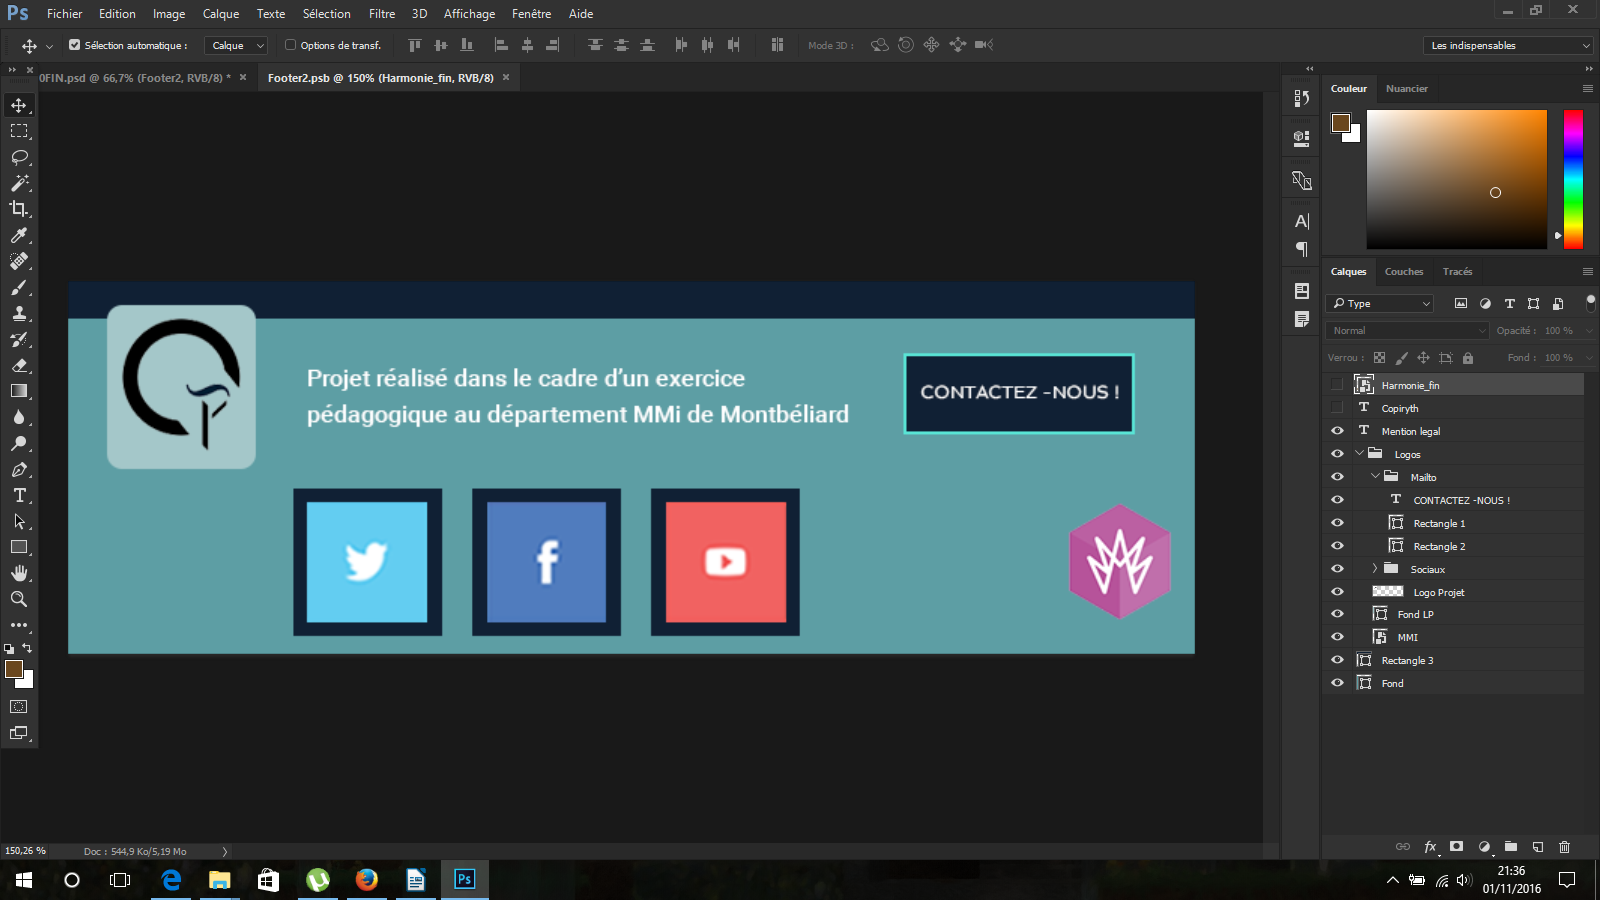 Ps Fichier Edition Image Calque Texte Sélection Filtre 3D Affichage Fenêtre Aide
Sélection automatique : Calque Options de transf. Mode 3D : Les indispensables
0FIN.psd @ 66,7% (Footer2, RVB/8) * Footer2.psb @ 150% (Harmonie_fin, RVB/8)
Couleur Nuancier
Projet réalisé dans le cadre d'un exercice
pédagogique au département MMi de Montbéliard
CONTACTEZ -NOUS !
Calques Couches Tracés
Type
Normal Opacité : 100 %
Verrou : Fond : 100 %
Harmonie_fin
T Copiryth
T Mention legal
Logos
Mailto
T CONTACTEZ -NOUS !
Rectangle 1
Rectangle 2
Sociaux
Logo Projet
Fond LP
MMI
Rectangle 3
Fond
fx
150,26 % Doc : 544,9 Ko/5,19 Mo
Ps
21:36
01/11/2016